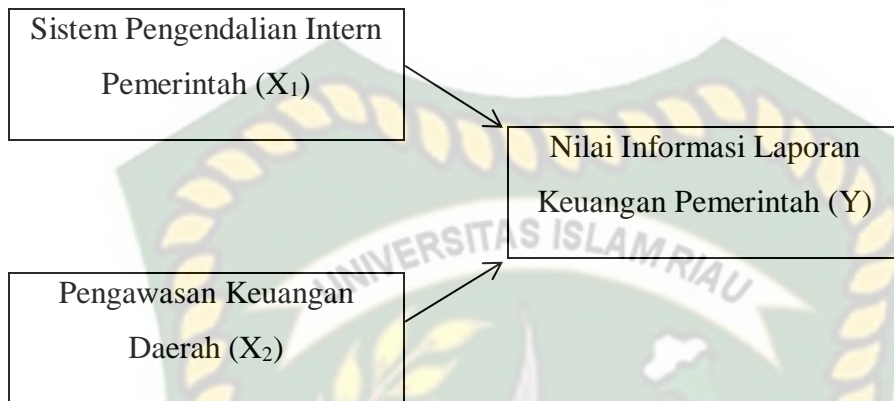 Sistem Pengendalian Intern
Pemerintah (X₁)
Nilai Informasi Laporan
Keuangan Pemerintah (Y)
UNIVERSITAS ISLAM RIAU
Pengawasan Keuangan
Daerah (X₂)